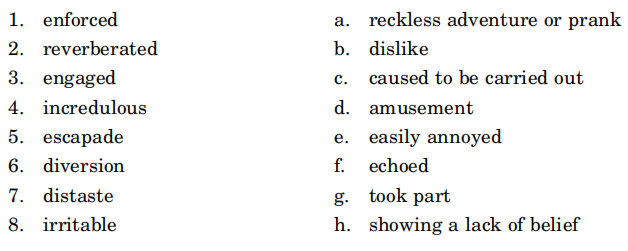 1. enforced a. reckless adventure or prank
2. reverberated b. dislike
3. engaged c. caused to be carried out
4. incredulous d. amusement
5. escapade e. easily annoyed
6. diversion f. echoed
7. distaste g. took part
8. irritable h. showing a lack of belief